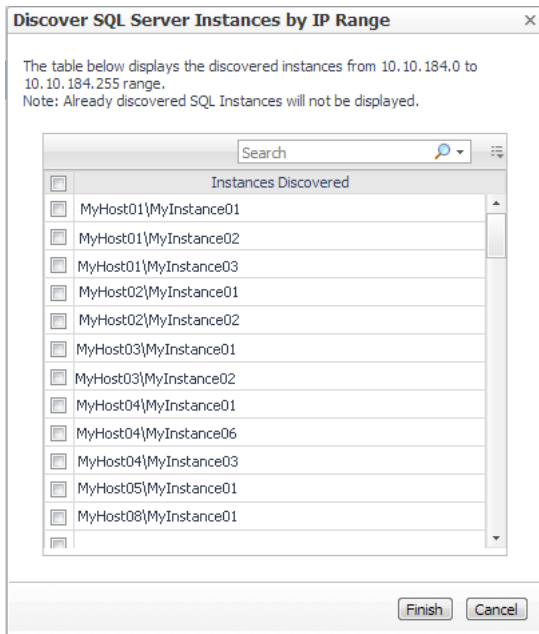 Discover SQL Server Instances by IP Range
The table below displays the discovered instances from 10.10.184.0 to
10.10.184.255 range.
Note: Already discovered SQL Instances will not be displayed.
Search
Instances Discovered
MyHost01\MyInstance01
MyHost01\MyInstance02
MyHost01\MyInstance03
MyHost02\MyInstance01
MyHost02\MyInstance02
MyHost03\MyInstance01
MyHost03\MyInstance02
MyHost04\MyInstance01
MyHost04\MyInstance06
MyHost04\MyInstance03
MyHost05\MyInstance01
MyHost08\MyInstance01
Finish Cancel